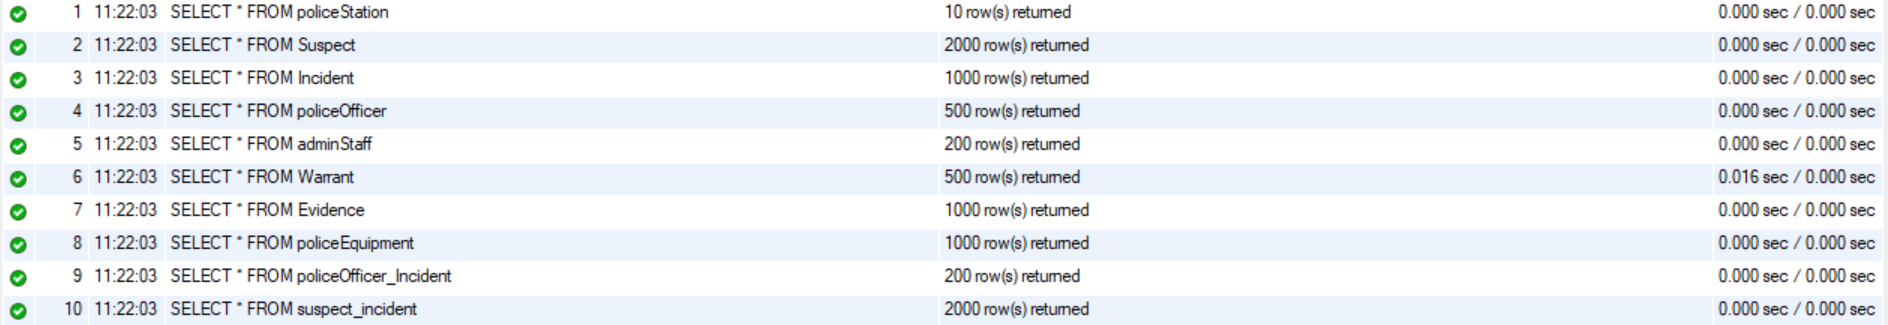 1 11:22:03 SELECT * FROM policeStation 10 row(s) returned 0.000 sec / 0.000 sec
2 11:22:03 SELECT * FROM Suspect 2000 row(s) returned 0.000 sec / 0.000 sec
3 11:22:03 SELECT * FROM Incident 1000 row(s) returned 0.000 sec / 0.000 sec
4 11:22:03 SELECT * FROM policeOfficer 500 row(s) returned 0.000 sec / 0.000 sec
5 11:22:03 SELECT * FROM adminStaff 200 row(s) returned 0.000 sec / 0.000 sec
6 11:22:03 SELECT * FROM Warrant 500 row(s) returned 0.016 sec / 0.000 sec
7 11:22:03 SELECT * FROM Evidence 1000 row(s) returned 0.000 sec / 0.000 sec
8 11:22:03 SELECT * FROM policeEquipment 1000 row(s) returned 0.000 sec / 0.000 sec
9 11:22:03 SELECT * FROM policeOfficer_Incident 200 row(s) returned 0.000 sec / 0.000 sec
10 11:22:03 SELECT * FROM suspect_incident 2000 row(s) returned 0.000 sec / 0.000 sec